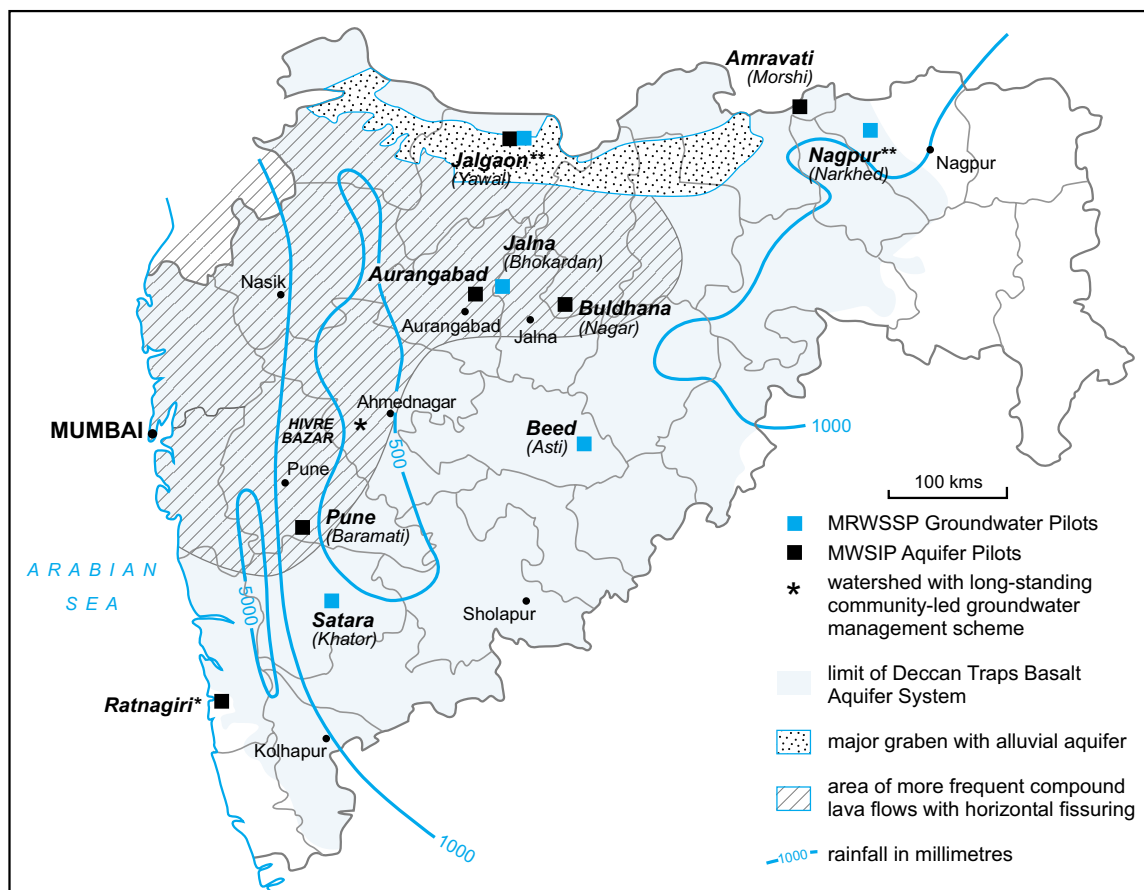 Amravati
(Morshi)
Jalgaon**
(Yawal)
Nagpur**
(Narkhed)
Nagpur
Jalna
(Bhokardan)
Nasik
Aurangabad
Aurangabad
Jalna
Buldhana
(Nagar)
Ahmednagar
HIVRE
BAZAR
500
MUMBAI
Beed
(Asti)
1000
Pune
100 kms
Pune
(Baramati)
MRWSSP Groundwater Pilots
MWSIP Aquifer Pilots
ARABIAN
SEA
* watershed with long-standing
community-led groundwater
management scheme
5000
Satara
(Khator)
Sholapur
limit of Deccan Traps Basalt
Aquifer System
Ratnagiri*
Kolhapur
major graben with alluvial aquifer
area of more frequent compound
lava flows with horizontal fissuring
1000
1000 rainfall in millimetres